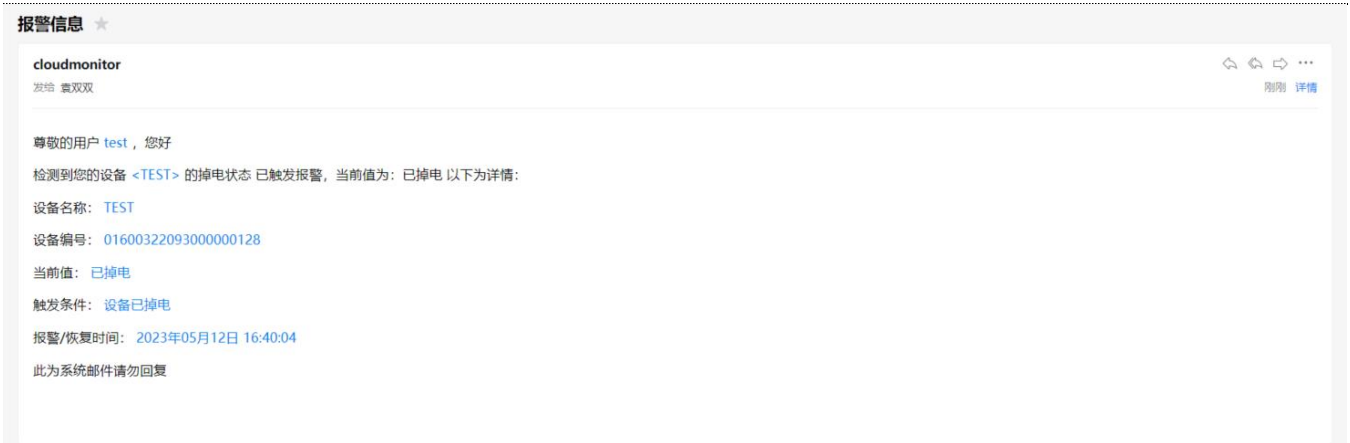 报警信息
cloudmonitor
发给 袁双双
刚刚 详情
尊敬的用户 test ，您好
检测到您的设备 <TEST> 的掉电状态 已触发报警，当前值为：已掉电 以下为详情：
设备名称： TEST
设备编号： 01600322093000000128
当前值： 已掉电
触发条件： 设备已掉电
报警/恢复时间： 2023年05月12日 16:40:04
此为系统邮件请勿回复